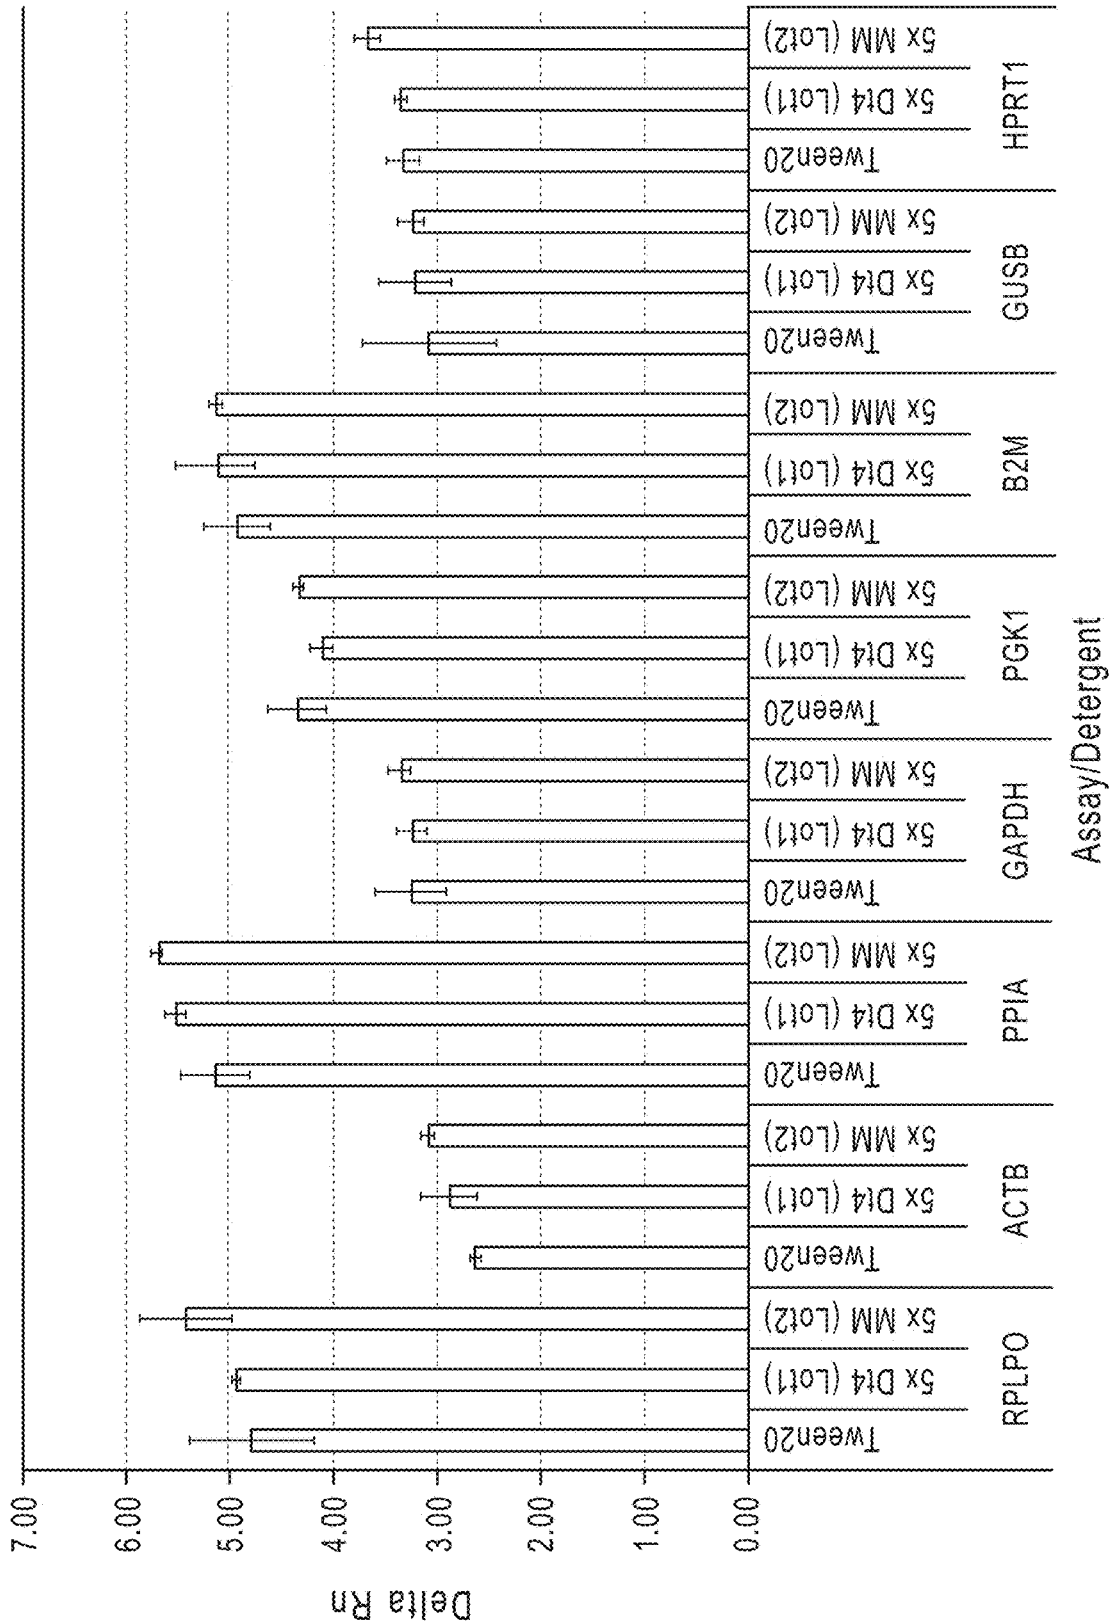 Delta Rn
7.00
6.00
5.00
4.00
3.00
2.00
1.00
0.00
Tween20
5x Dt4 (Lot1)
5x MM (Lot2)
Tween20
5x Dt4 (Lot1)
5x MM (Lot2)
Tween20
5x Dt4 (Lot1)
5x MM (Lot2)
Tween20
5x Dt4 (Lot1)
5x MM (Lot2)
Tween20
5x Dt4 (Lot1)
5x MM (Lot2)
Tween20
5x Dt4 (Lot1)
5x MM (Lot2)
Tween20
5x Dt4 (Lot1)
5x MM (Lot2)
Tween20
5x Dt4 (Lot1)
5x MM (Lot2)
RPLPO
ACTB
PPIA
GAPDH
PGK1
B2M
GUSB
HPRT1
Assay/Detergent